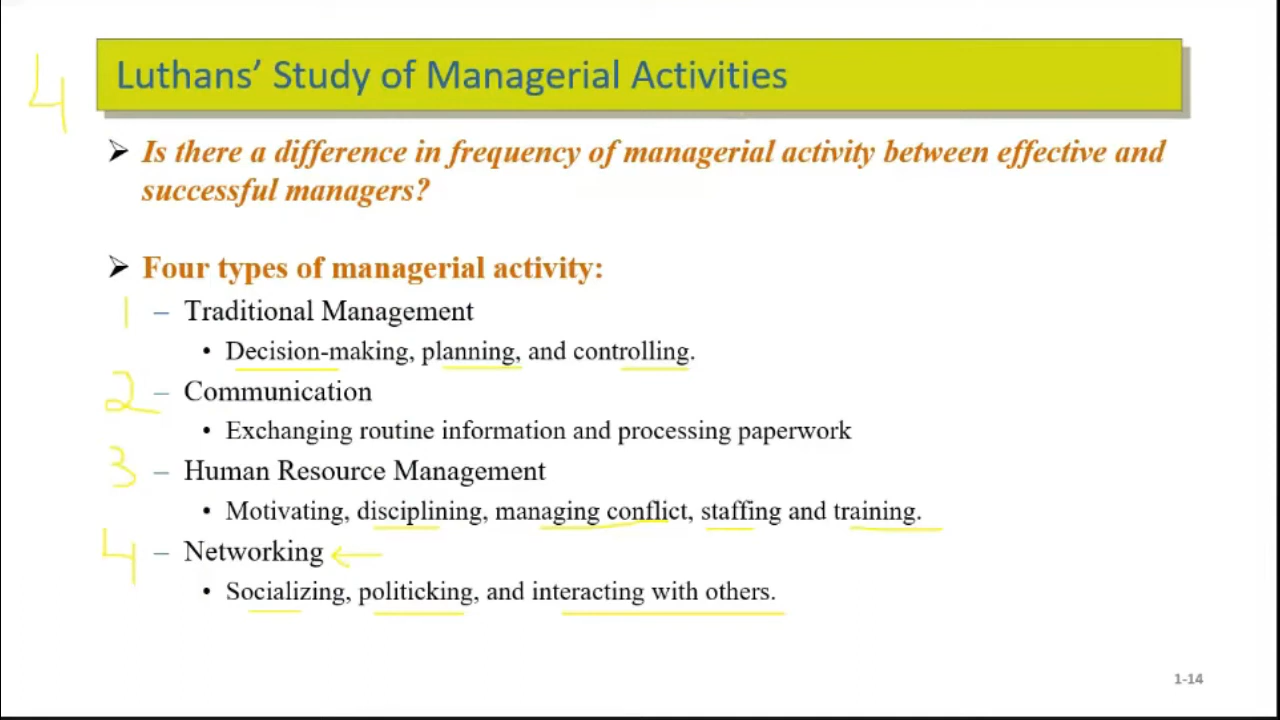 4 Luthans’ Study of Managerial Activities
➢ Is there a difference in frequency of managerial activity between effective and
successful managers?
➢ Four types of managerial activity:
1 – Traditional Management
• Decision-making, planning, and controlling.
2 – Communication
• Exchanging routine information and processing paperwork
3 – Human Resource Management
• Motivating, disciplining, managing conflict, staffing and training.
4 – Networking ←
• Socializing, politicking, and interacting with others.
1-14